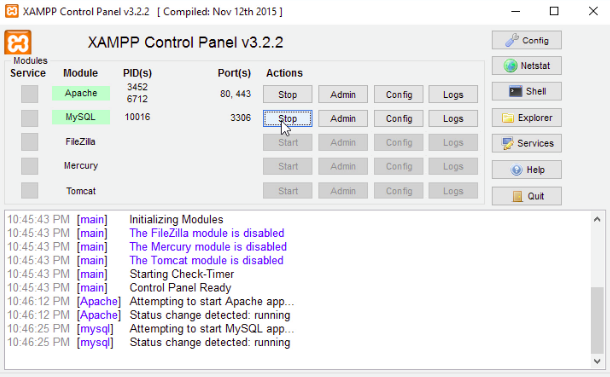 XAMPP Control Panel v3.2.2 [ Compiled: Nov 12th 2015 ]
XAMPP Control Panel v3.2.2
Config
Modules
Service Module PID(s) Port(s) Actions
Netstat
Apache 3452 6712 80, 443 Stop Admin Config Logs
Shell
MySQL 10016 3306 Stop Admin Config Logs
Explorer
FileZilla Start Admin Config Logs
Services
Mercury Start Admin Config Logs
Help
Tomcat Start Admin Config Logs
Quit
10:45:43 PM [main] Initializing Modules
10:45:43 PM [main] The FileZilla module is disabled
10:45:43 PM [main] The Mercury module is disabled
10:45:43 PM [main] The Tomcat module is disabled
10:45:43 PM [main] Starting Check-Timer
10:45:43 PM [main] Control Panel Ready
10:46:12 PM [Apache] Attempting to start Apache app...
10:46:12 PM [Apache] Status change detected: running
10:46:25 PM [mysql] Attempting to start MySQL app...
10:46:25 PM [mysql] Status change detected: running